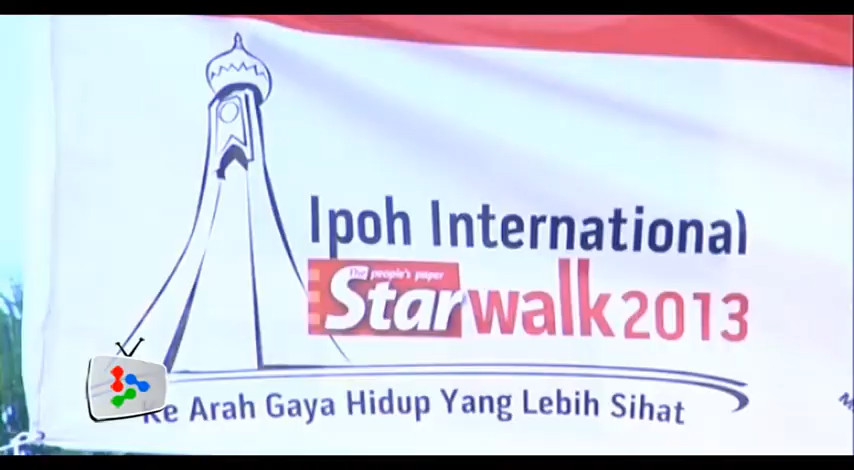 Ipoh International
The people's paper
Starwalk 2013
Ke Arah Gaya Hidup Yang Lebih Sihat